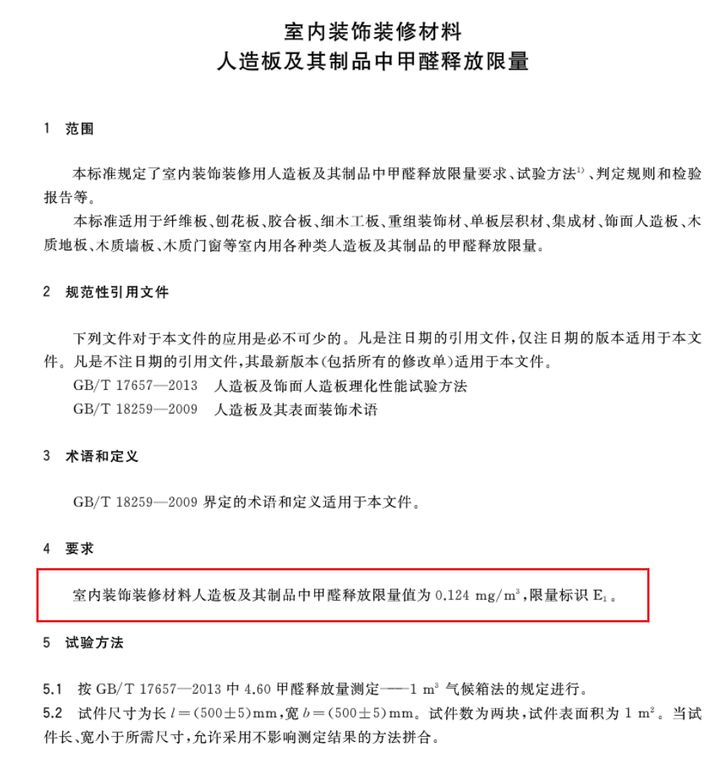 室内装饰装修材料
人造板及其制品中甲醛释放限量
1 范围
本标准规定了室内装饰装修用人造板及其制品中甲醛释放限量要求、试验方法¹⁾、判定规则和检验
报告等。
本标准适用于纤维板、刨花板、胶合板、细木工板、重组装饰材、单板层积材、集成材、饰面人造板、木
质地板、木质墙板、木质门窗等室内用各种类人造板及其制品的甲醛释放限量。
2 规范性引用文件
下列文件对于本文件的应用是必不可少的。凡是注日期的引用文件,仅注日期的版本适用于本文
件。凡是不注日期的引用文件,其最新版本(包括所有的修改单)适用于本文件。
GB/T 17657—2013 人造板及饰面人造板理化性能试验方法
GB/T 18259—2009 人造板及其表面装饰术语
3 术语和定义
GB/T 18259—2009 界定的术语和定义适用于本文件。
4 要求
室内装饰装修材料人造板及其制品中甲醛释放限量值为 0.124 mg/m³,限量标识 E₁。
5 试验方法
5.1 按 GB/T 17657—2013 中 4.60 甲醛释放量测定——1 m³ 气候箱法的规定进行。
5.2 试件尺寸为长 l=(500±5)mm,宽 b=(500±5)mm。试件数为两块,试件表面积为 1 m²。当试
件长、宽小于所需尺寸,允许采用不影响测定结果的方法拼合。